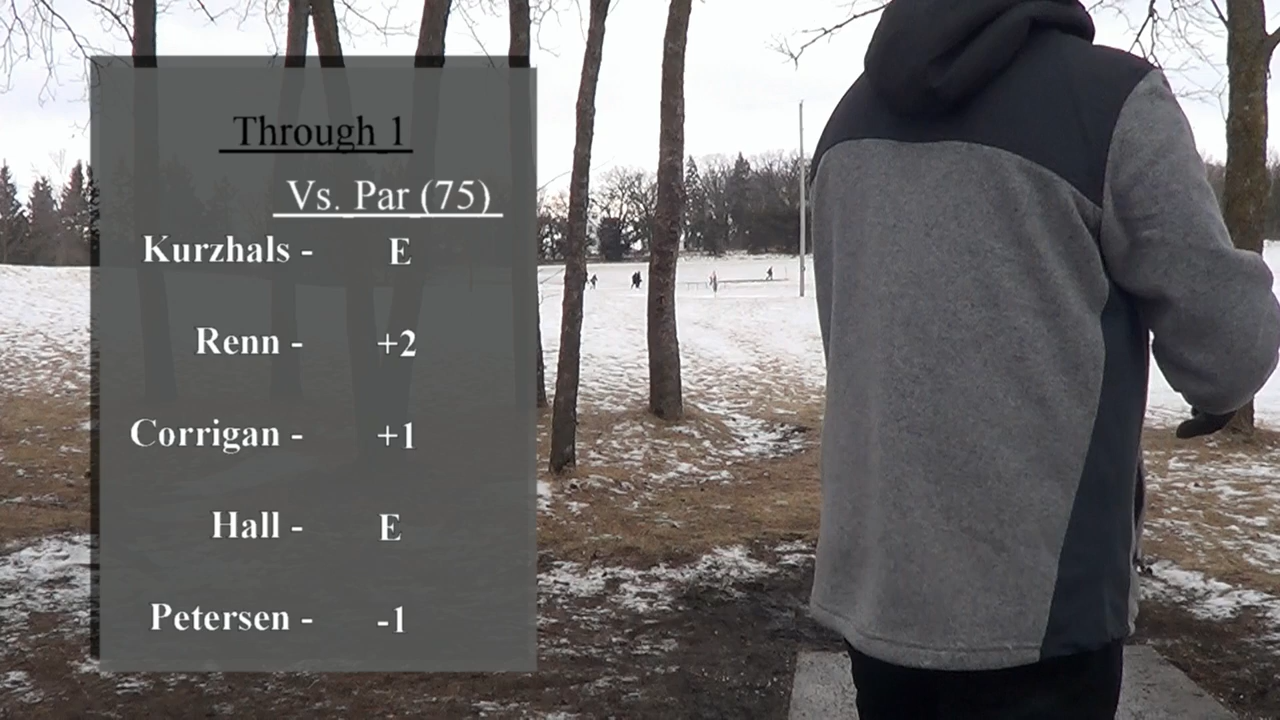 Through 1
Vs. Par (75)
Kurzhals - E
Renn - +2
Corrigan - +1
Hall - E
Petersen - -1